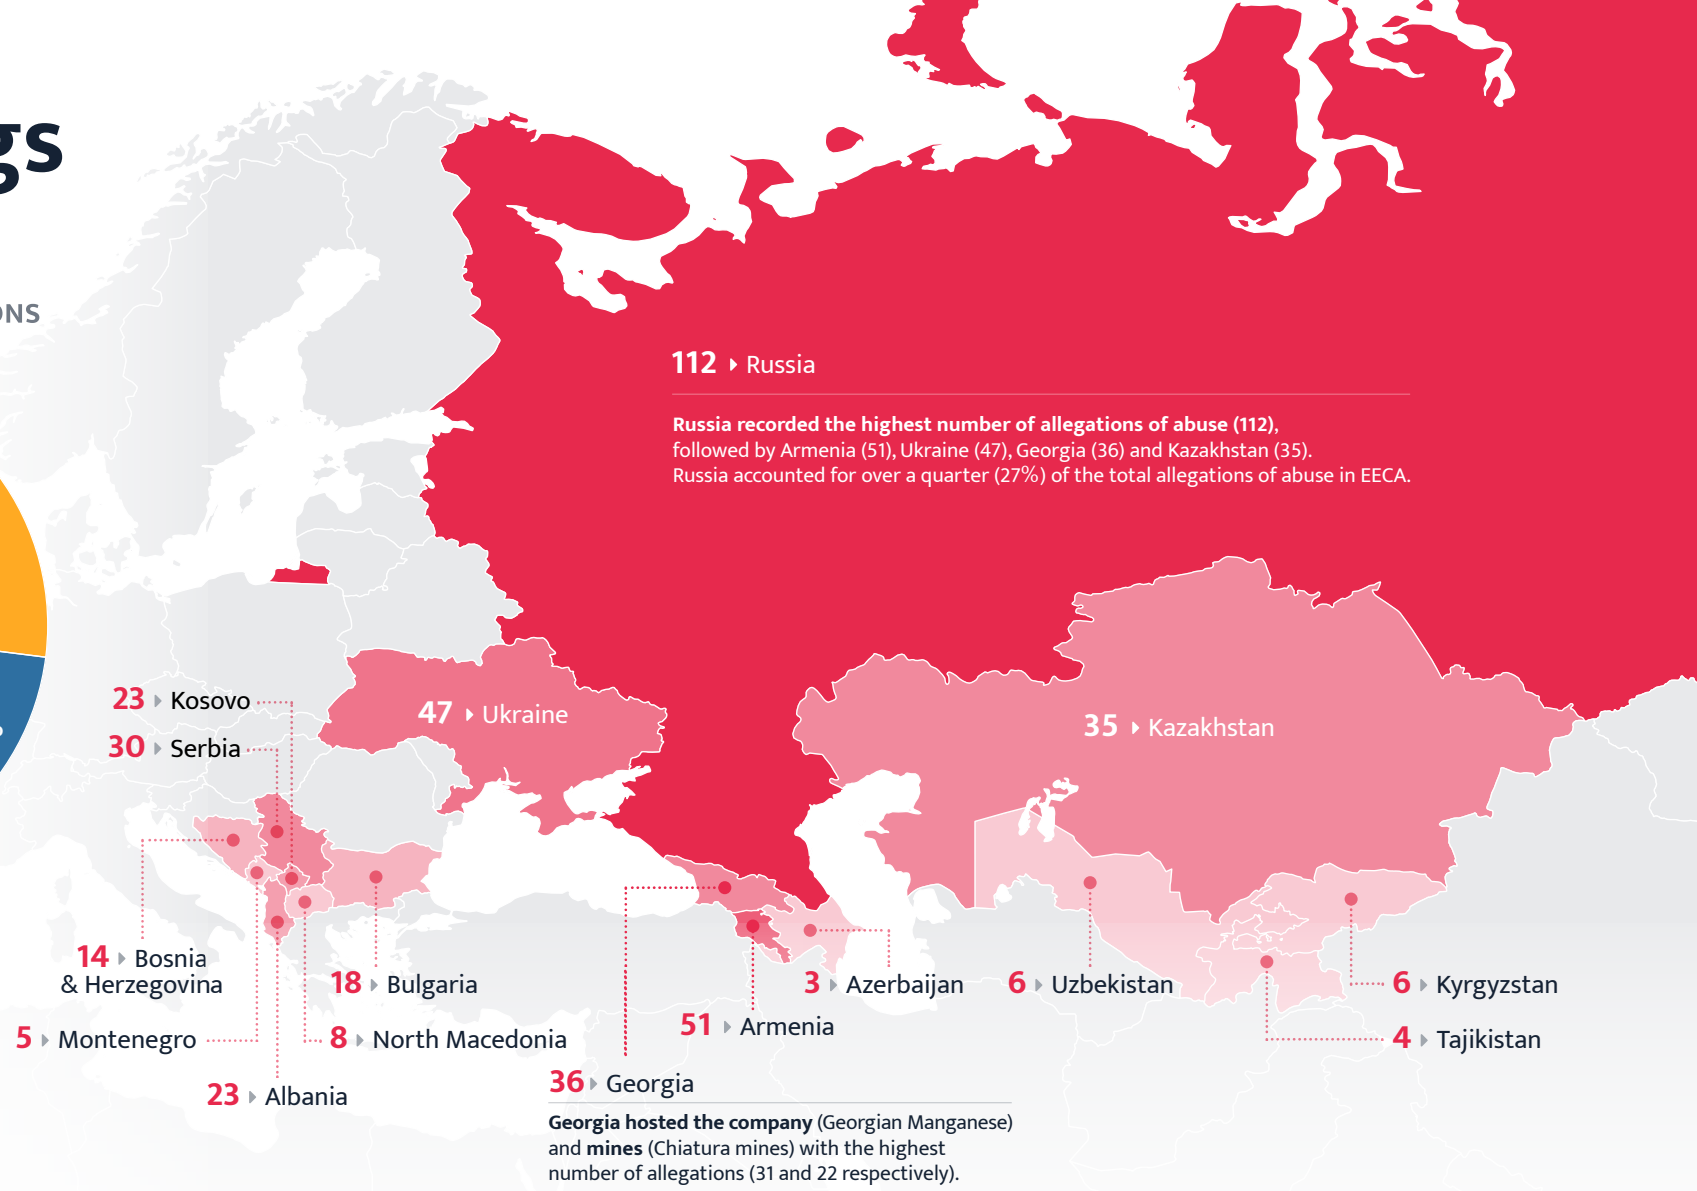 gs
ONS
112 Russia
Russia recorded the highest number of allegations of abuse (112),
followed by Armenia (51), Ukraine (47), Georgia (36) and Kazakhstan (35).
Russia accounted for over a quarter (27%) of the total allegations of abuse in EECA.
23 Kosovo
47 Ukraine
35 Kazakhstan
30 Serbia
14 Bosnia
& Herzegovina
18 Bulgaria
3 Azerbaijan
6 Uzbekistan
6 Kyrgyzstan
51 Armenia
5 Montenegro
8 North Macedonia
4 Tajikistan
36 Georgia
23 Albania
Georgia hosted the company (Georgian Manganese)
and mines (Chiatura mines) with the highest
number of allegations (31 and 22 respectively).